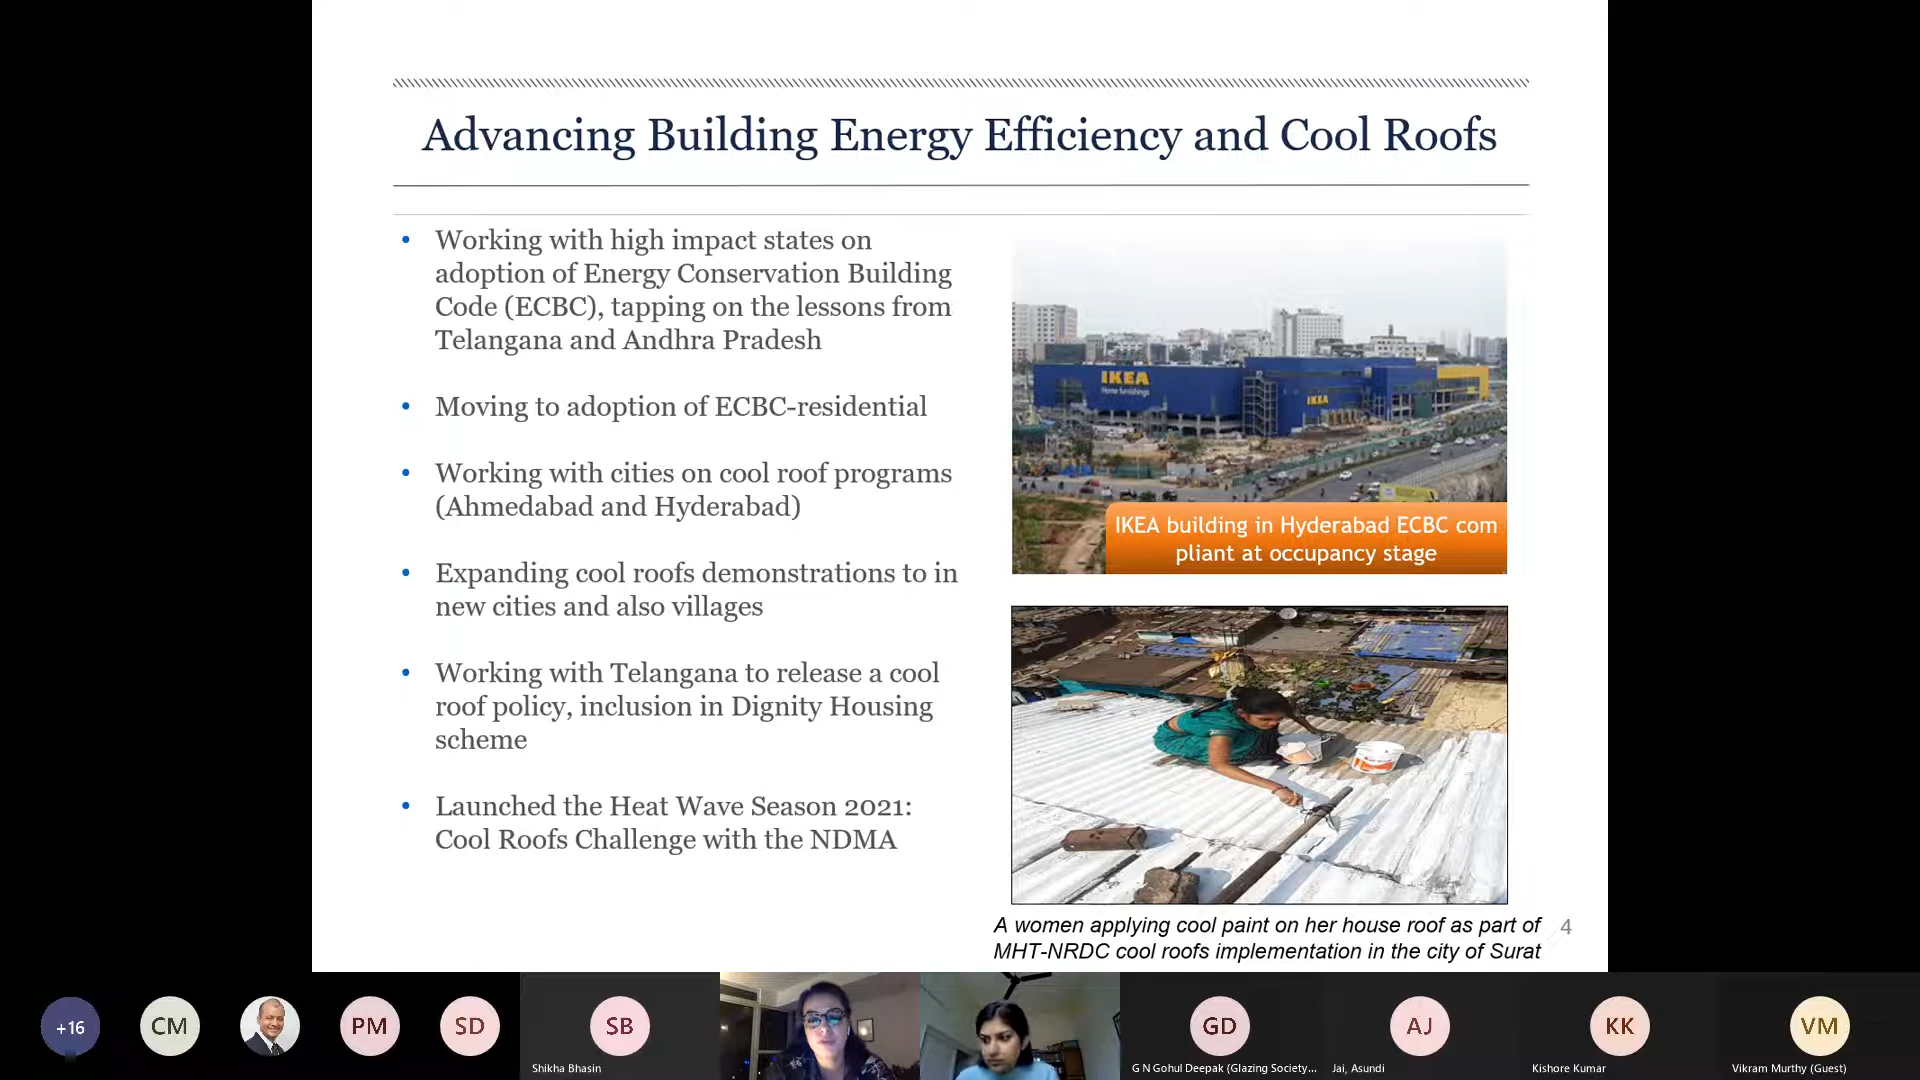 Advancing Building Energy Efficiency and Cool Roofs
• Working with high impact states on
adoption of Energy Conservation Building
Code (ECBC), tapping on the lessons from
Telangana and Andhra Pradesh
• Moving to adoption of ECBC-residential
• Working with cities on cool roof programs
(Ahmedabad and Hyderabad)
• Expanding cool roofs demonstrations to in
new cities and also villages
• Working with Telangana to release a cool
roof policy, inclusion in Dignity Housing
scheme
• Launched the Heat Wave Season 2021:
Cool Roofs Challenge with the NDMA
IKEA
Home furnishings
IKEA
IKEA building in Hyderabad ECBC com
pliant at occupancy stage
A women applying cool paint on her house roof as part of
MHT-NRDC cool roofs implementation in the city of Surat
4
+16
CM
PM
SD
SB
Shikha Bhasin
GD
G N Gohul Deepak (Glazing Society...
AJ
Jai, Asundi
KK
Kishore Kumar
VM
Vikram Murthy (Guest)